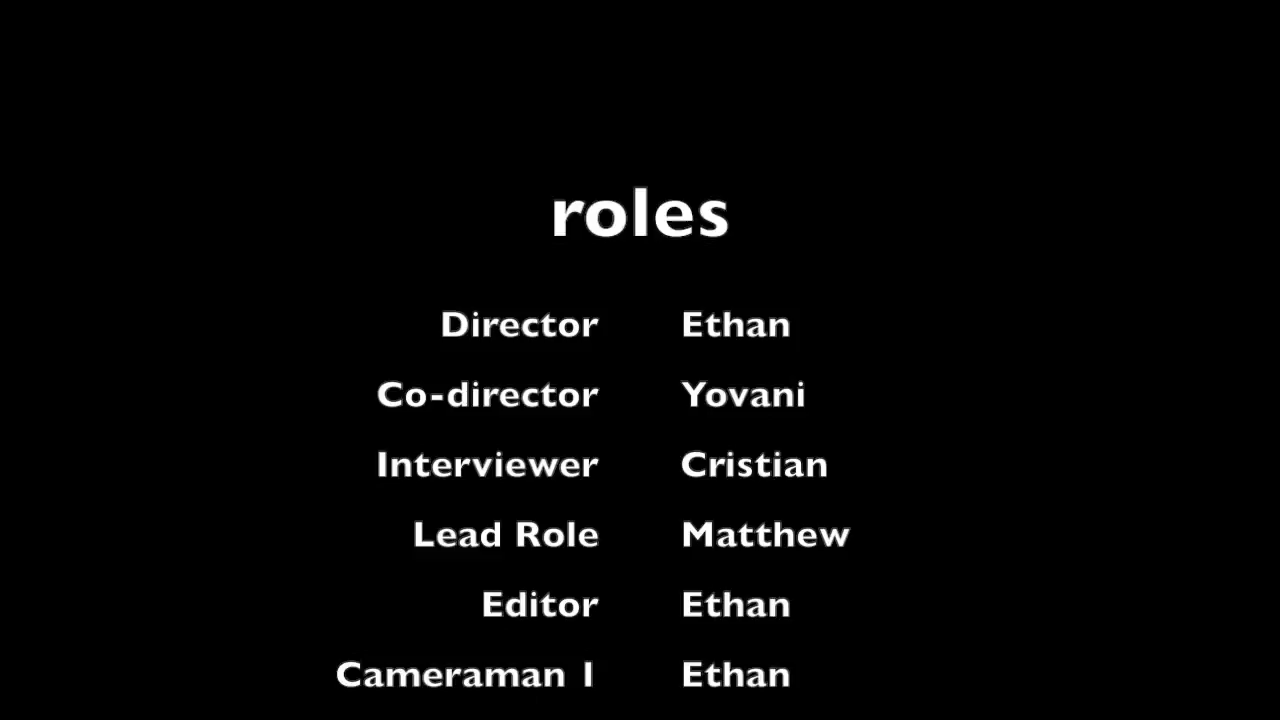 roles
Director Ethan
Co-director Yovani
Interviewer Cristian
Lead Role Matthew
Editor Ethan
Cameraman 1 Ethan